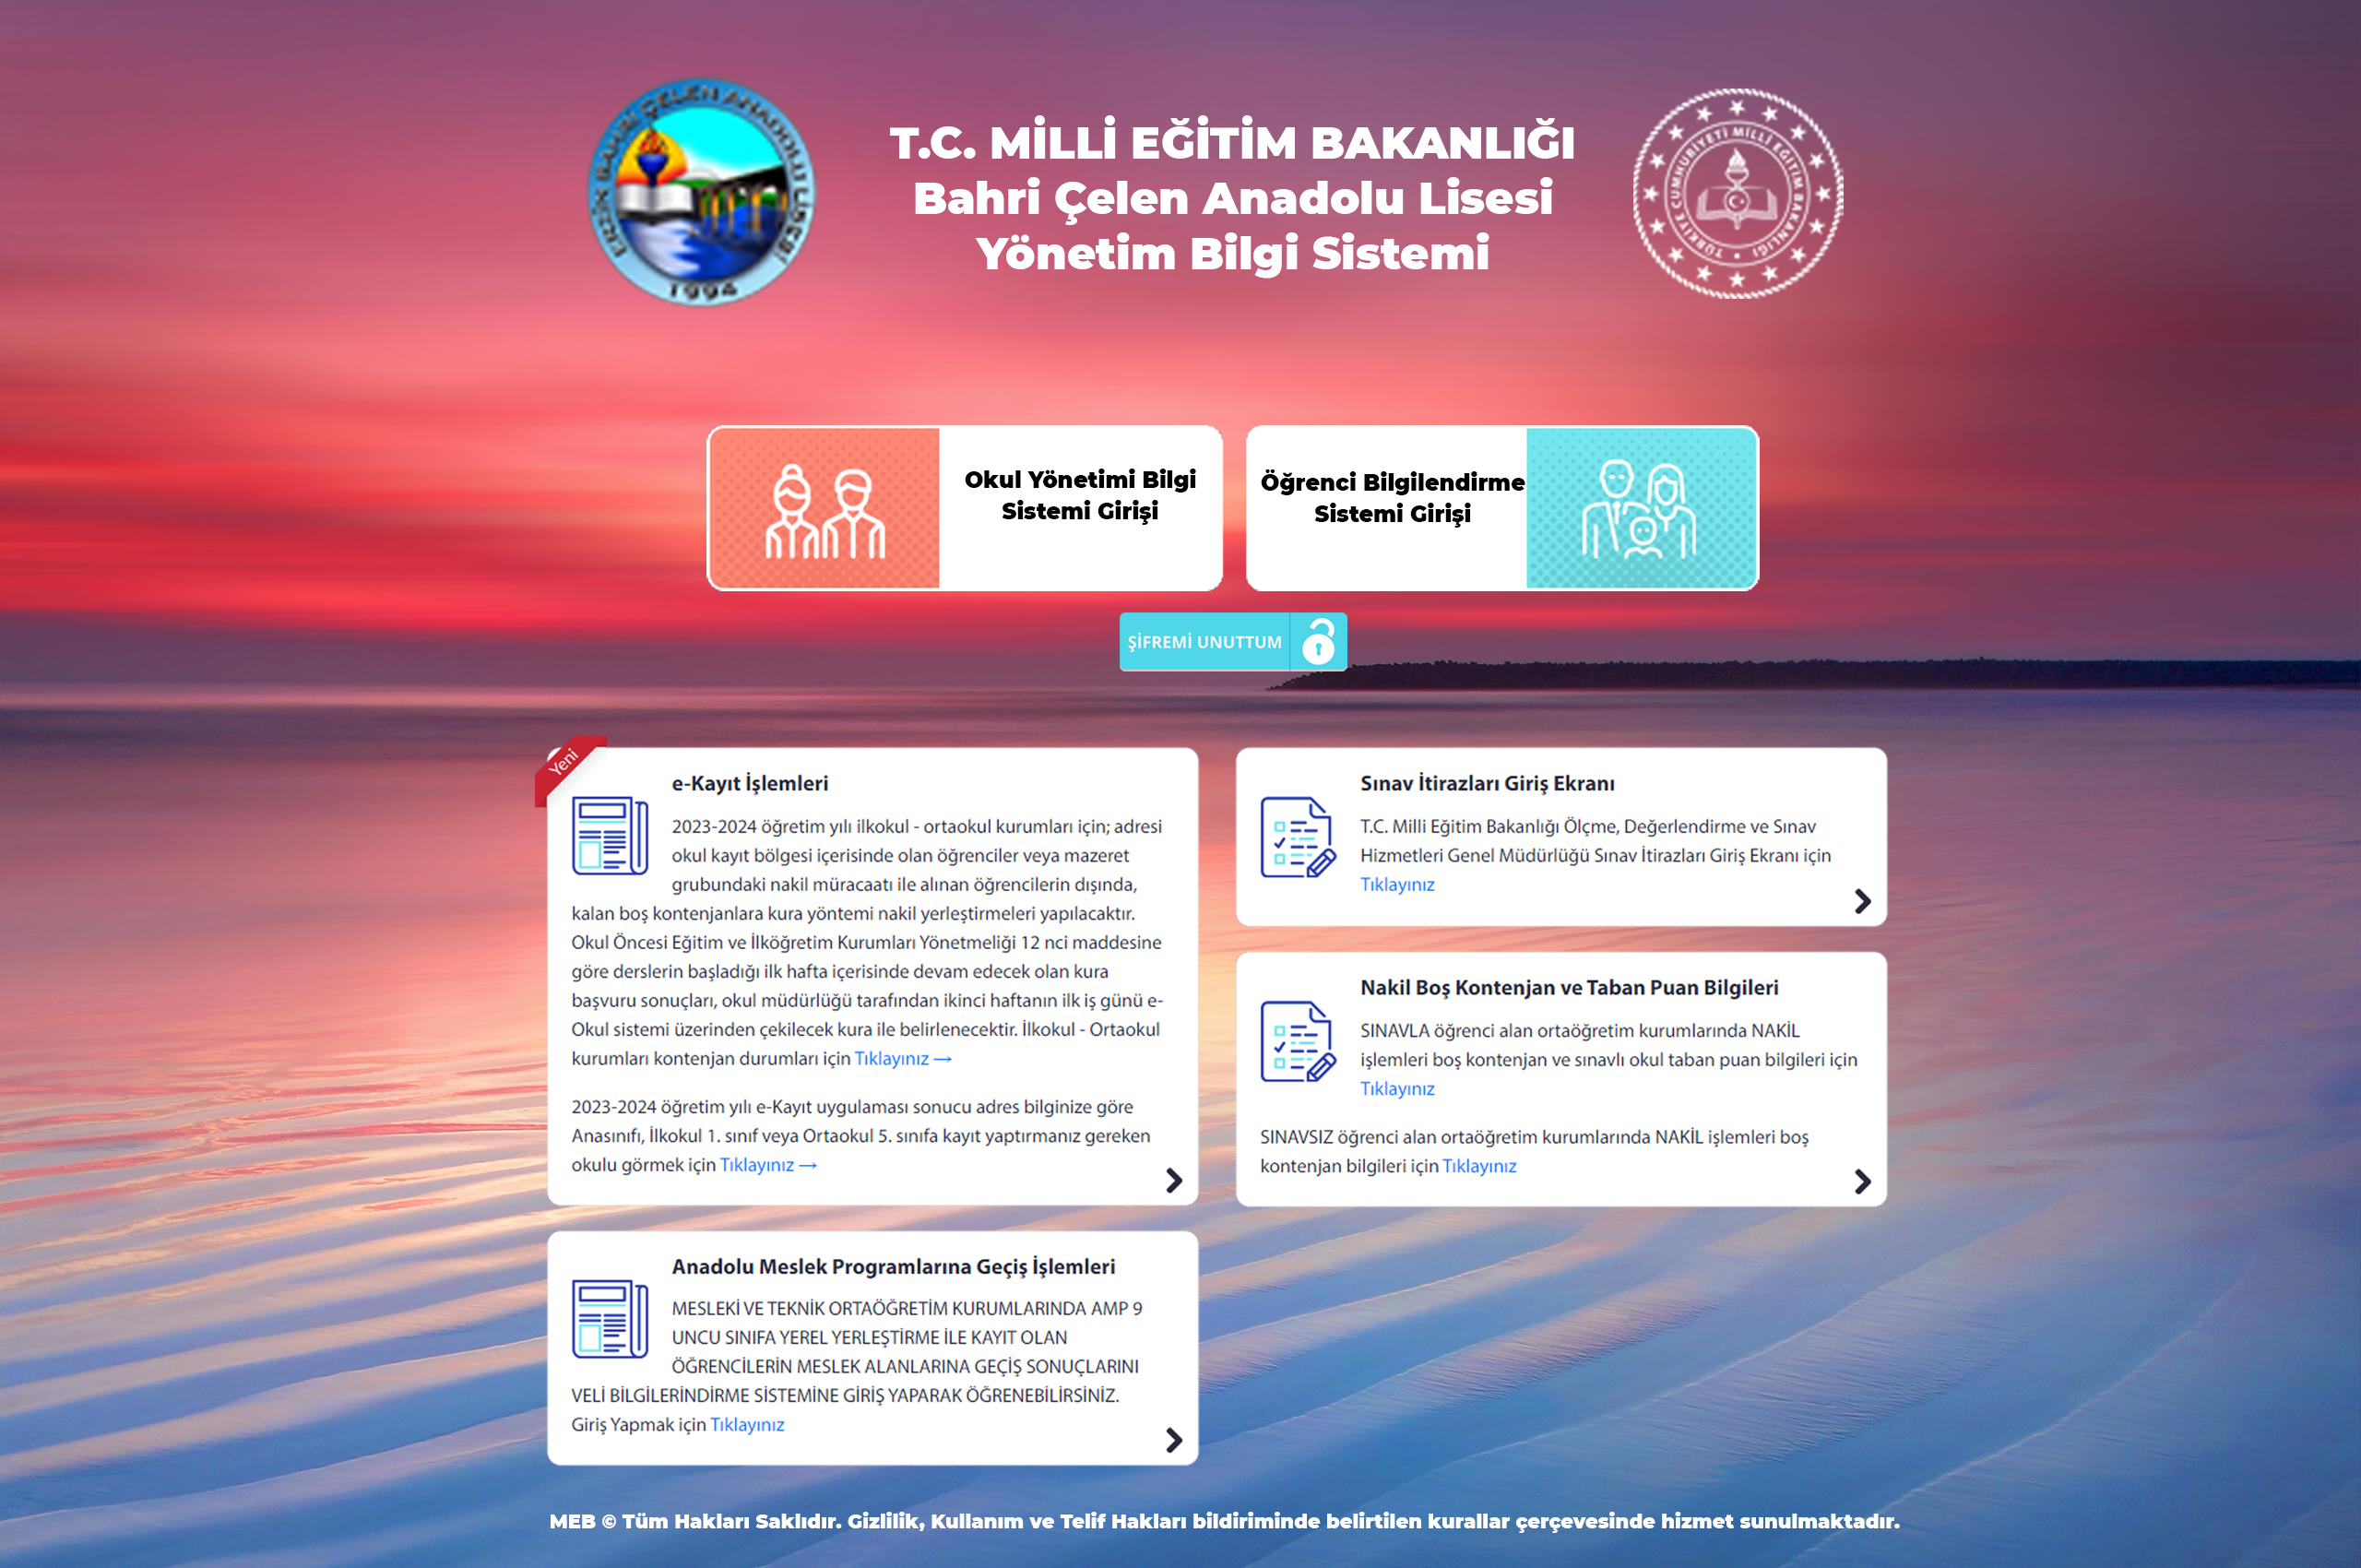 ERZİN BAHRİ ÇELEN ANADOLU LİSESİ
1994
T.C. MİLLİ EĞİTİM BAKANLIĞI
Bahri Çelen Anadolu Lisesi
Yönetim Bilgi Sistemi
TÜRKİYE CUMHURİYETİ MİLLİ EĞİTİM BAKANLIĞI
Okul Yönetimi Bilgi
Sistemi Girişi
Öğrenci Bilgilendirme
Sistemi Girişi
ŞİFREMİ UNUTTUM
Yeni
e-Kayıt İşlemleri
2023-2024 öğretim yılı ilkokul - ortaokul kurumları için; adresi
okul kayıt bölgesi içerisinde olan öğrenciler veya mazeret
grubundaki nakil müracaatı ile alınan öğrencilerin dışında,
kalan boş kontenjanlara kura yöntemi nakil yerleştirmeleri yapılacaktır.
Okul Öncesi Eğitim ve İlköğretim Kurumları Yönetmeliği 12 nci maddesine
göre derslerin başladığı ilk hafta içerisinde devam edecek olan kura
başvuru sonuçları, okul müdürlüğü tarafından ikinci haftanın ilk iş günü e-
Okul sistemi üzerinden çekilecek kura ile belirlenecektir. İlkokul - Ortaokul
kurumları kontenjan durumları için Tıklayınız →
2023-2024 öğretim yılı e-Kayıt uygulaması sonucu adres bilginize göre
Anasınıfı, İlkokul 1. sınıf veya Ortaokul 5. sınıfa kayıt yaptırmanız gereken
okulu görmek için Tıklayınız →
Sınav İtirazları Giriş Ekranı
T.C. Milli Eğitim Bakanlığı Ölçme, Değerlendirme ve Sınav
Hizmetleri Genel Müdürlüğü Sınav İtirazları Giriş Ekranı için
Tıklayınız
Nakil Boş Kontenjan ve Taban Puan Bilgileri
SINAVLA öğrenci alan ortaöğretim kurumlarında NAKİL
işlemleri boş kontenjan ve sınavlı okul taban puan bilgileri için
Tıklayınız
SINAVSIZ öğrenci alan ortaöğretim kurumlarında NAKİL işlemleri boş
kontenjan bilgileri için Tıklayınız
Anadolu Meslek Programlarına Geçiş İşlemleri
MESLEKİ VE TEKNİK ORTAÖĞRETİM KURUMLARINDA AMP 9
UNCU SINIFA YEREL YERLEŞTİRME İLE KAYIT OLAN
ÖĞRENCİLERİN MESLEK ALANLARINA GEÇİŞ SONUÇLARINI
VELİ BİLGİLERİNDİRME SİSTEMİNE GİRİŞ YAPARAK ÖĞRENEBİLİRSİNİZ.
Giriş Yapmak için Tıklayınız
MEB © Tüm Hakları Saklıdır. Gizlilik, Kullanım ve Telif Hakları bildiriminde belirtilen kurallar çerçevesinde hizmet sunulmaktadır.